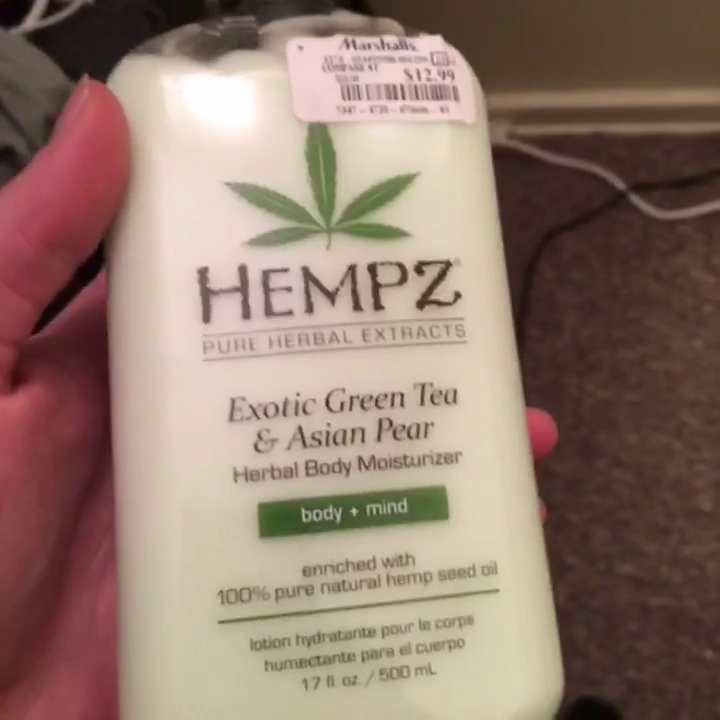 Marshalls
COMPARE AT
$12.99
HEMPZ
PURE HERBAL EXTRACTS
Exotic Green Tea
& Asian Pear
Herbal Body Moisturizer
body + mind
enriched with
100% pure natural hemp seed oil
lotion hydratante pour le corps
humectante para el cuerpo
17 fl. oz. / 500 mL